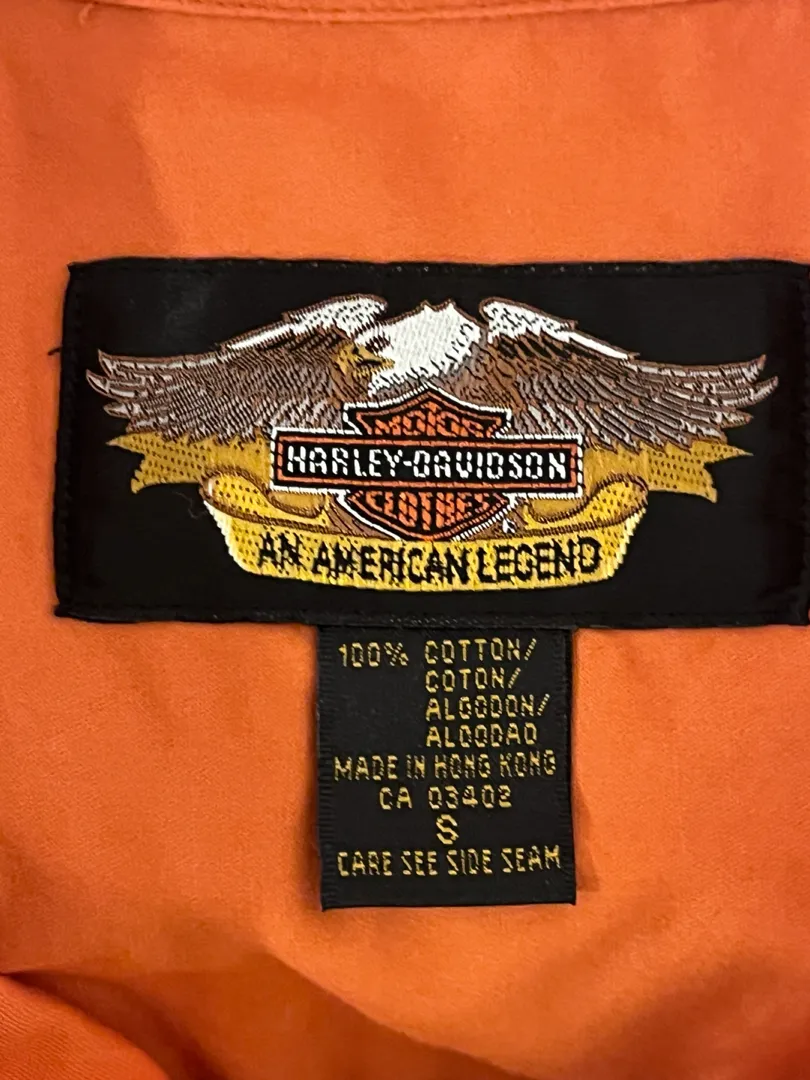 MOTOR
HARLEY-DAVIDSON
CLOTHES
AN AMERICAN LEGEND
100% COTTON/
COTON/
ALGODON/
ALGODAO
MADE IN HONG KONG
CA 03402
S
CARE SEE SIDE SEAM